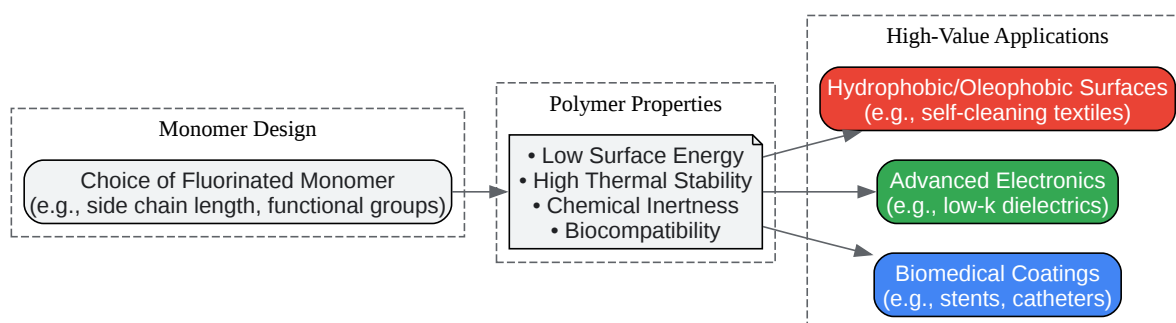 Monomer Design
Choice of Fluorinated Monomer
(e.g., side chain length, functional groups)
Polymer Properties
• Low Surface Energy
• High Thermal Stability
• Chemical Inertness
• Biocompatibility
High-Value Applications
Hydrophobic/Oleophobic Surfaces
(e.g., self-cleaning textiles)
Advanced Electronics
(e.g., low-k dielectrics)
Biomedical Coatings
(e.g., stents, catheters)